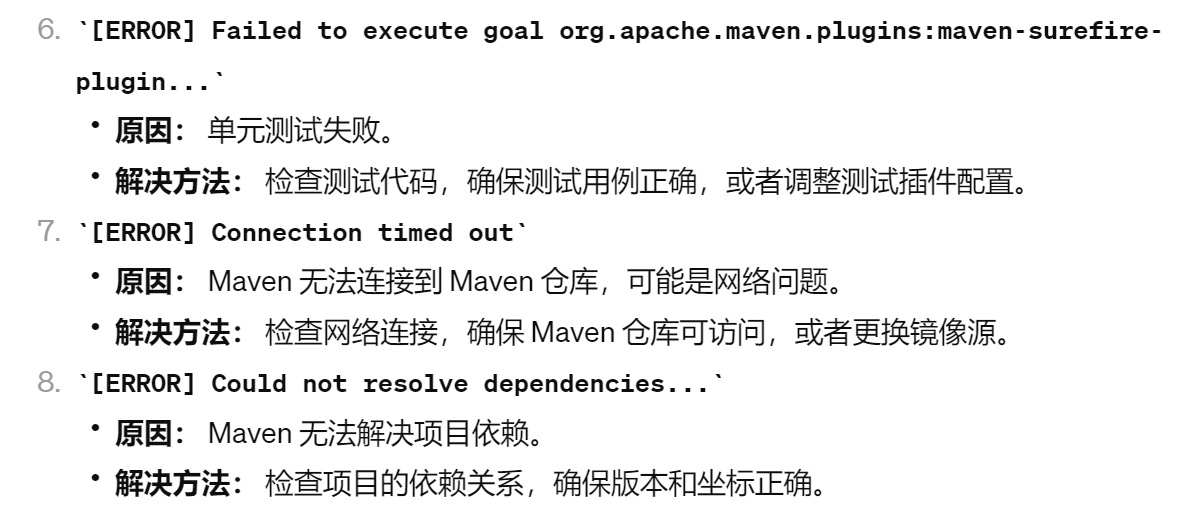 6. `[ERROR] Failed to execute goal org.apache.maven.plugins:maven-surefire-
plugin...`
• 原因： 单元测试失败。
• 解决方法： 检查测试代码，确保测试用例正确，或者调整测试插件配置。
7. `[ERROR] Connection timed out`
• 原因： Maven 无法连接到 Maven 仓库，可能是网络问题。
• 解决方法： 检查网络连接，确保 Maven 仓库可访问，或者更换镜像源。
8. `[ERROR] Could not resolve dependencies...`
• 原因： Maven 无法解决项目依赖。
• 解决方法： 检查项目的依赖关系，确保版本和坐标正确。